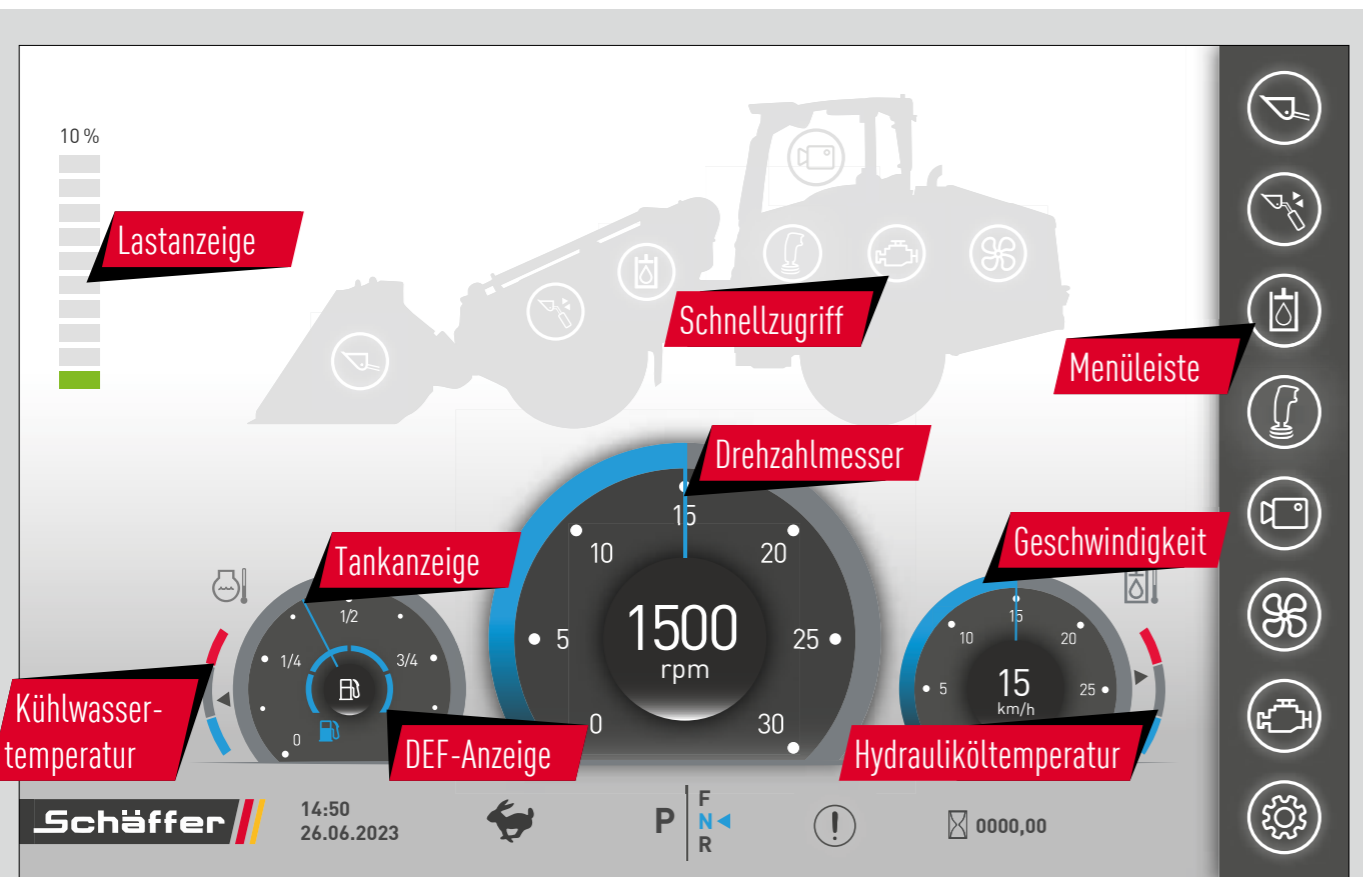 10 %
Lastanzeige
Schnellzugriff
Menüleiste
Drehzahlmesser
Tankanzeige
Geschwindigkeit
Kühlwasser-
temperatur
DEF-Anzeige
Hydrauliköltemperatur
0
1/4
1/2
3/4
0
5
10
15
20
25
30
1500
rpm
5
10
15
20
25
15
km/h
Schäffer
14:50
26.06.2023
P
F
N
R
!
0000,00